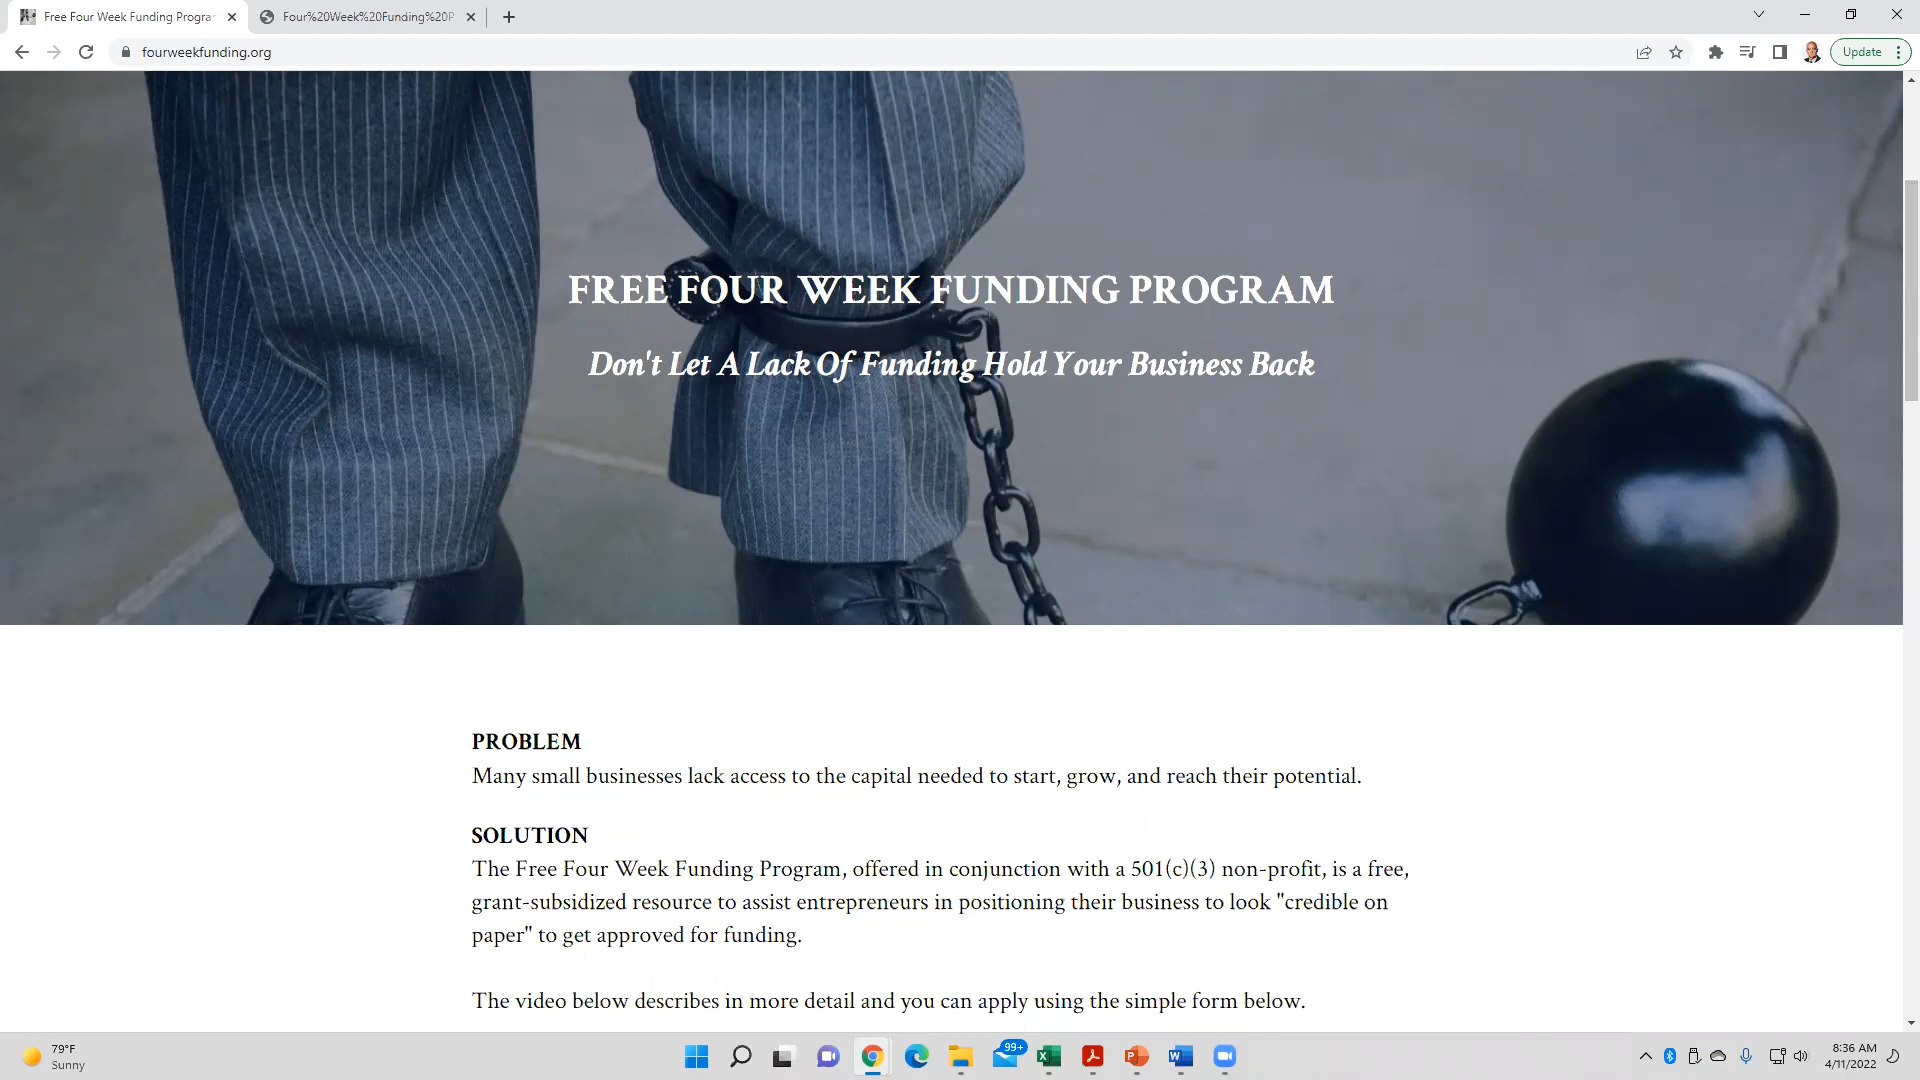 Free Four Week Funding Progra
Four%20Week%20Funding%20P
fourweekfunding.org
Update
FREE FOUR WEEK FUNDING PROGRAM
Don't Let A Lack Of Funding Hold Your Business Back
PROBLEM
Many small businesses lack access to the capital needed to start, grow, and reach their potential.
SOLUTION
The Free Four Week Funding Program, offered in conjunction with a 501(c)(3) non-profit, is a free,
grant-subsidized resource to assist entrepreneurs in positioning their business to look "credible on
paper" to get approved for funding.
The video below describes in more detail and you can apply using the simple form below.
79°F
Sunny
99+
8:36 AM
4/11/2022